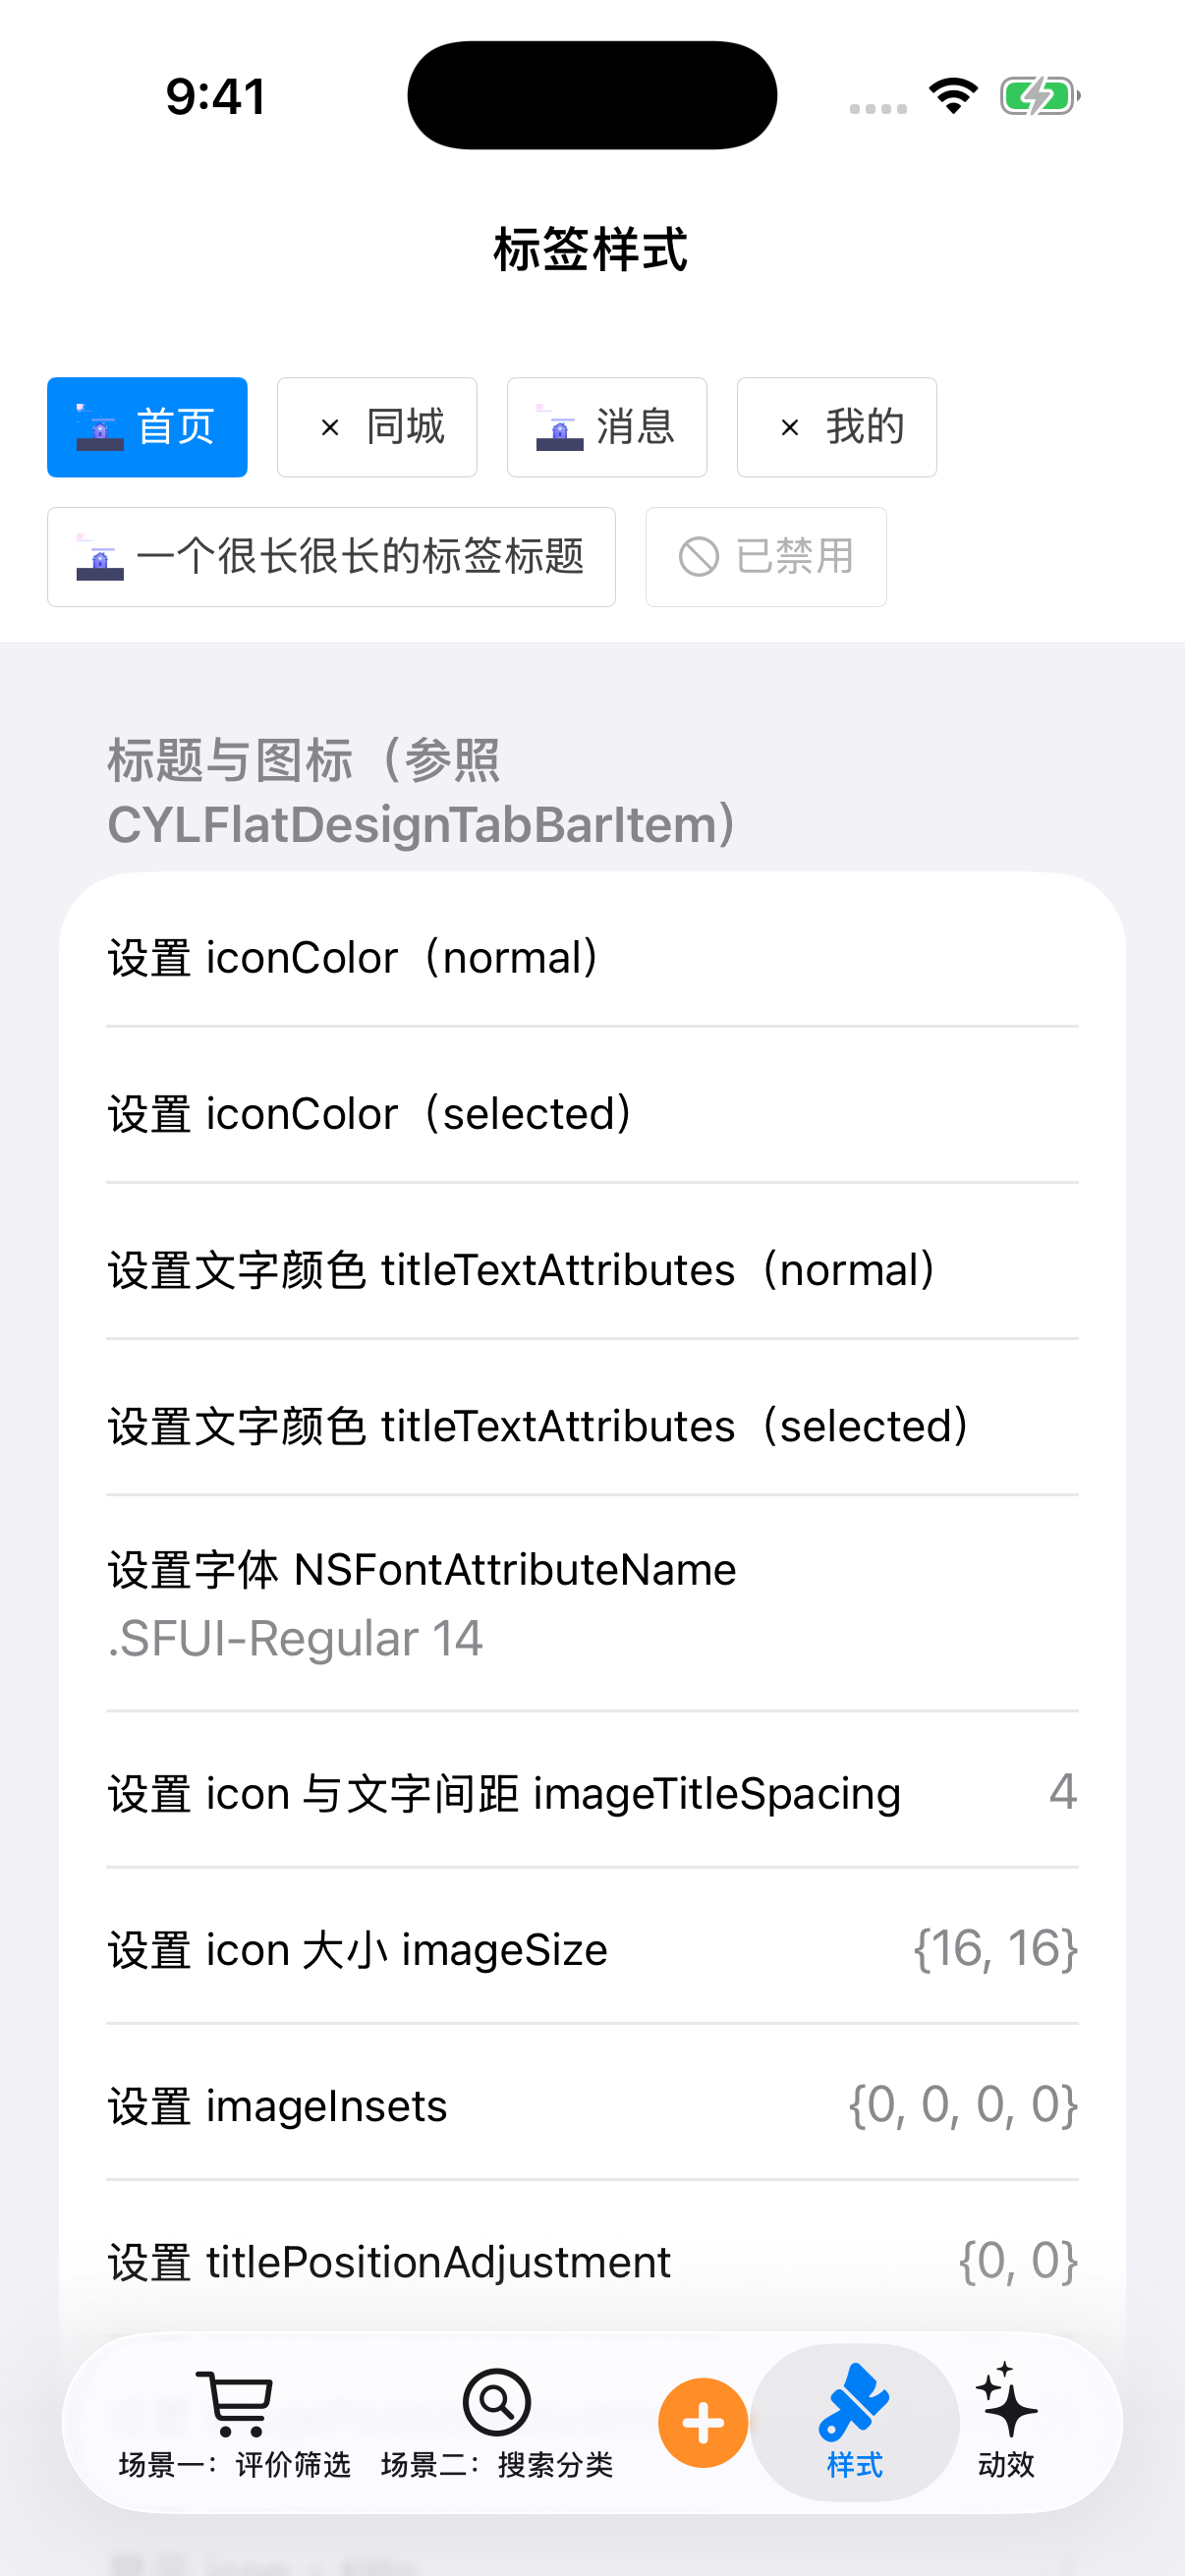 9:41
标签样式
首页
同城
消息
我的
一个很长很长的标签标题
已禁用
标题与图标（参照
CYLFlatDesignTabBarItem）
设置 iconColor（normal）
设置 iconColor（selected）
设置文字颜色 titleTextAttributes（normal）
设置文字颜色 titleTextAttributes（selected）
设置字体 NSFontAttributeName
.SFUI-Regular 14
设置 icon 与文字间距 imageTitleSpacing 4
设置 icon 大小 imageSize {16, 16}
设置 imageInsets {0, 0, 0, 0}
设置 titlePositionAdjustment {0, 0}
场景一：评价筛选
场景二：搜索分类
样式
动效